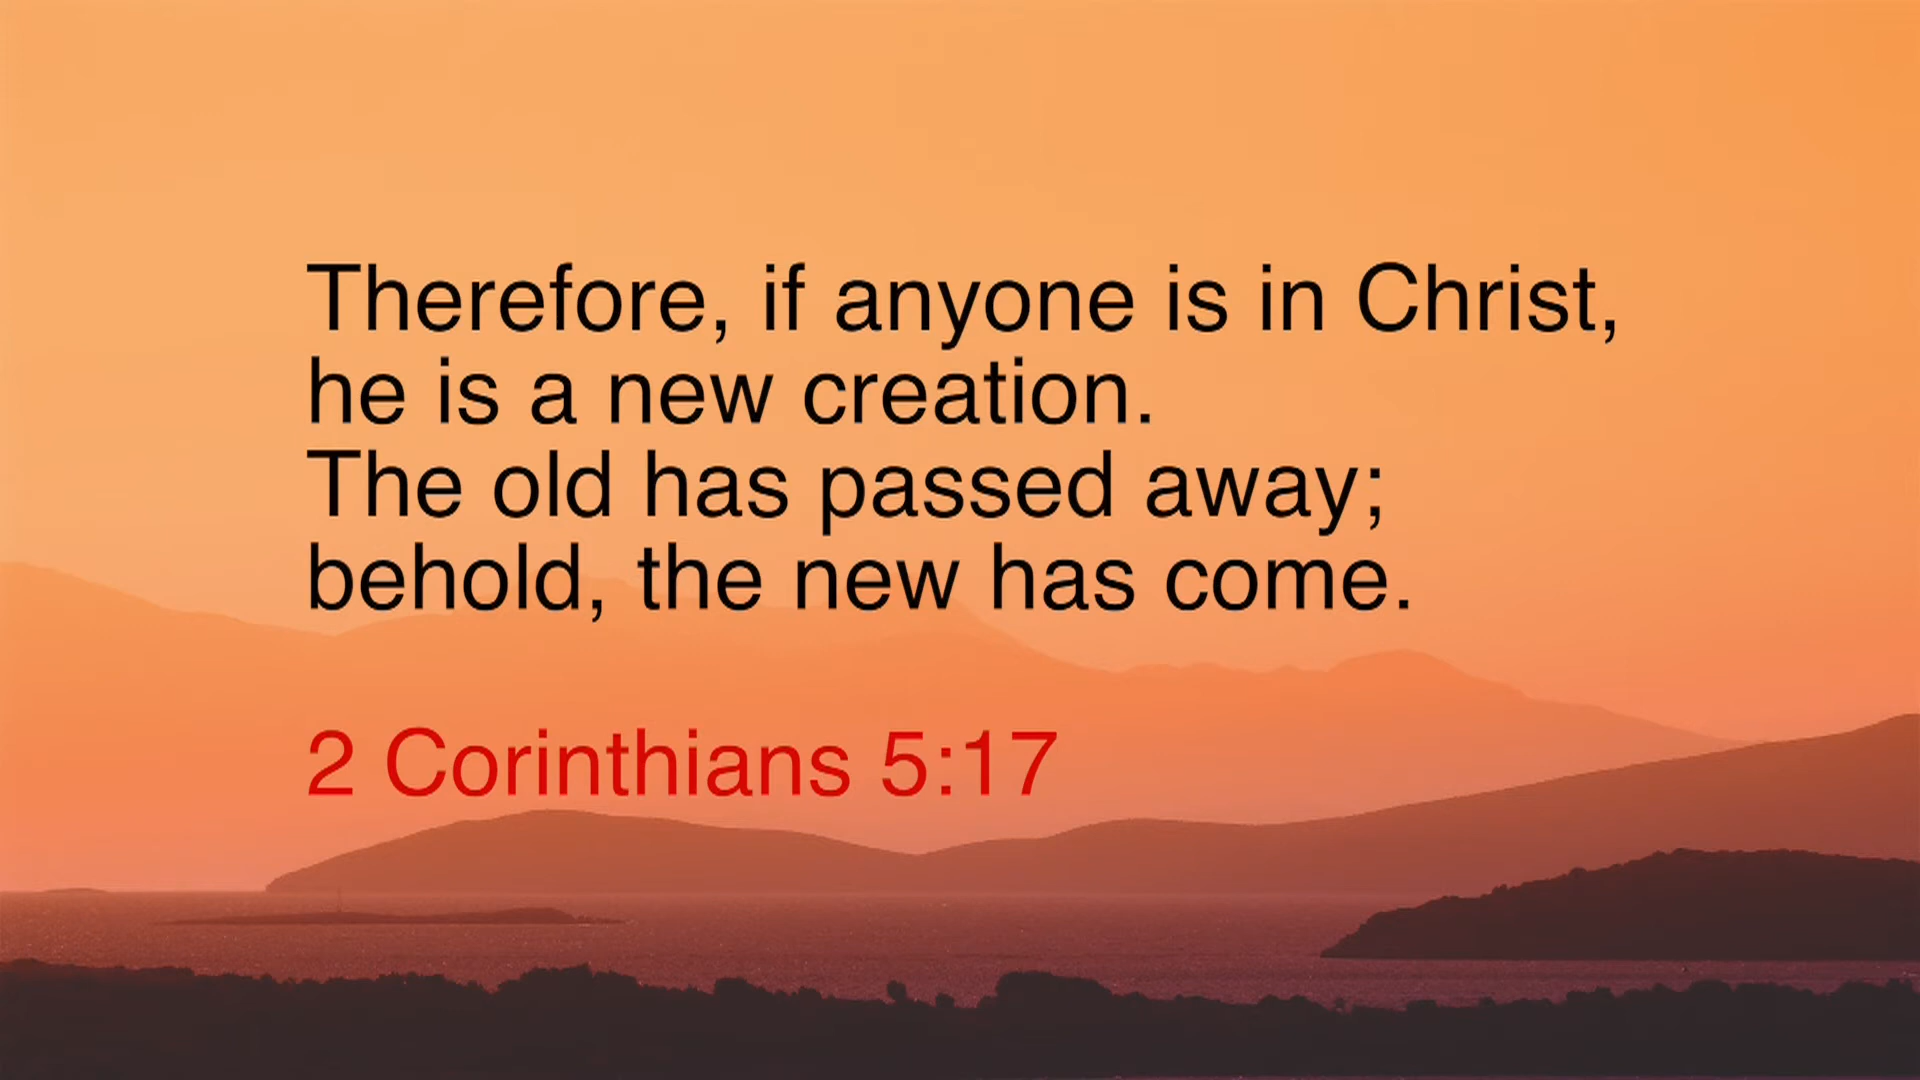 Therefore, if anyone is in Christ,
he is a new creation.
The old has passed away;
behold, the new has come.
2 Corinthians 5:17